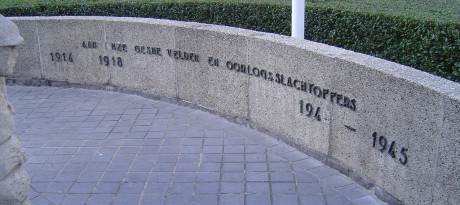 AAN ONZE GESNEUVELDEN EN OORLOGSSLACHTOFFERS
1914 1918 194 — 1945